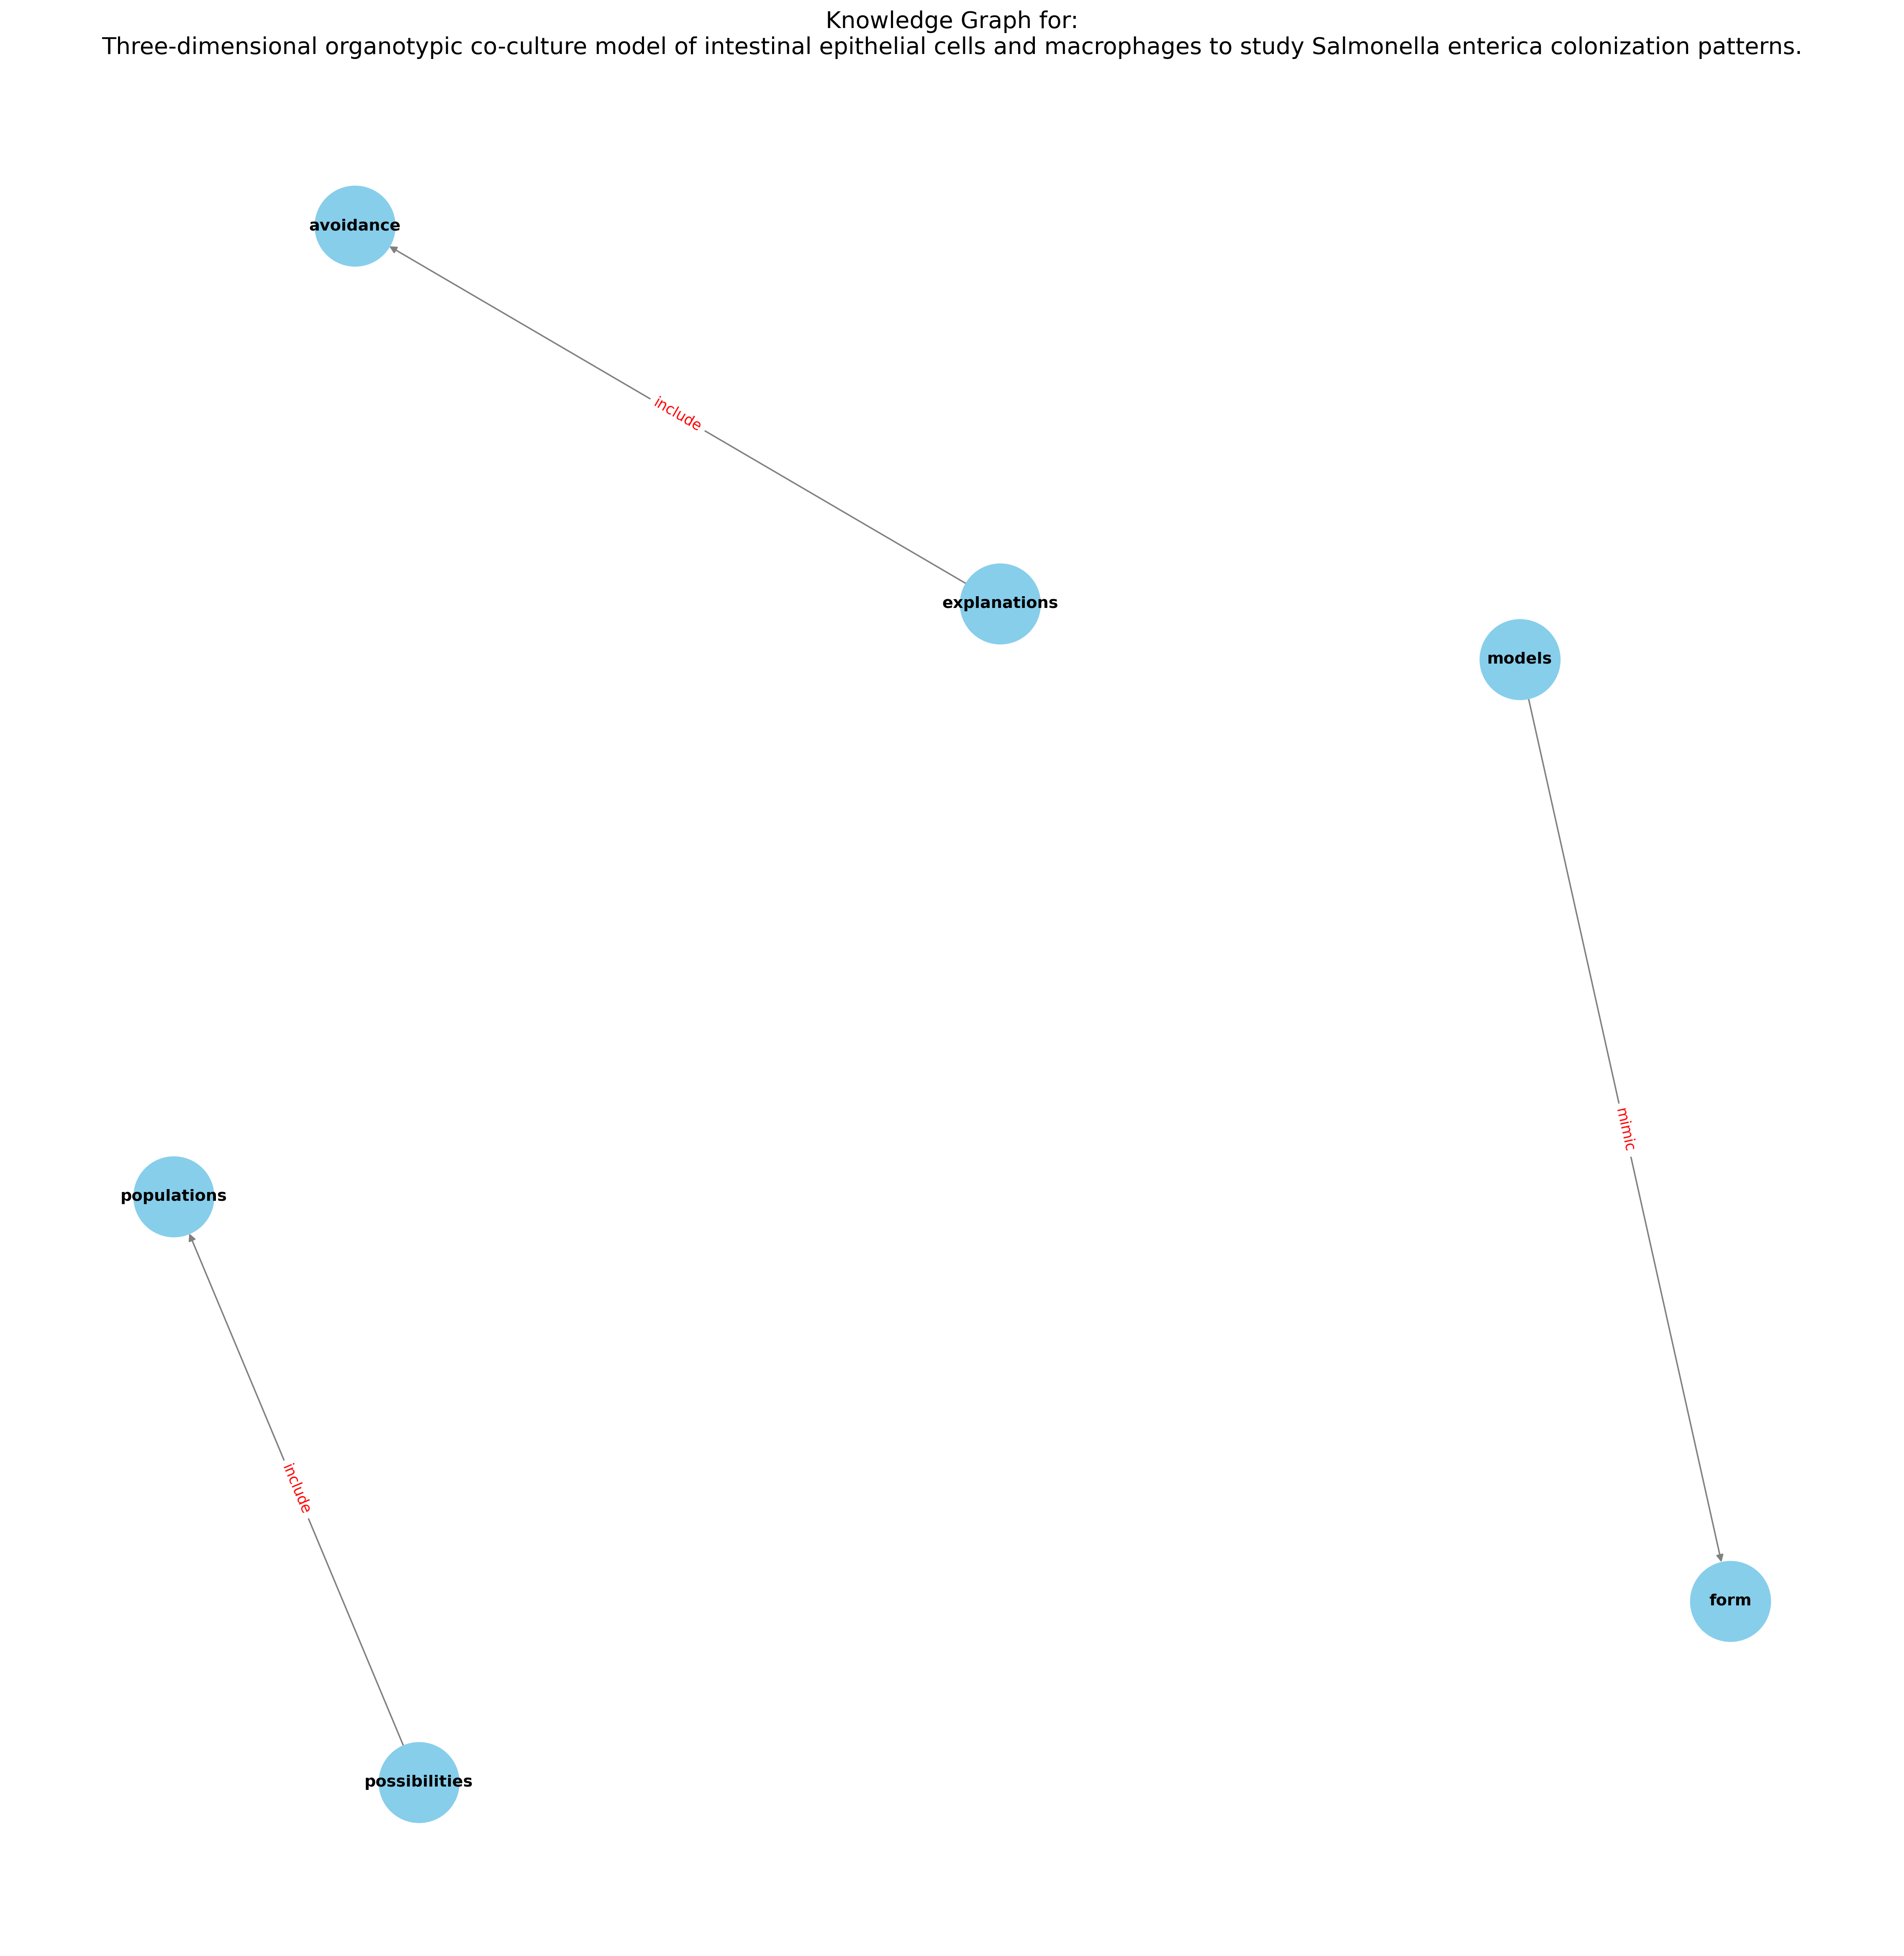 Knowledge Graph for:
Three-dimensional organotypic co-culture model of intestinal epithelial cells and macrophages to study Salmonella enterica colonization patterns.
avoidance
include
explanations
models
mimic
populations
include
form
possibilities